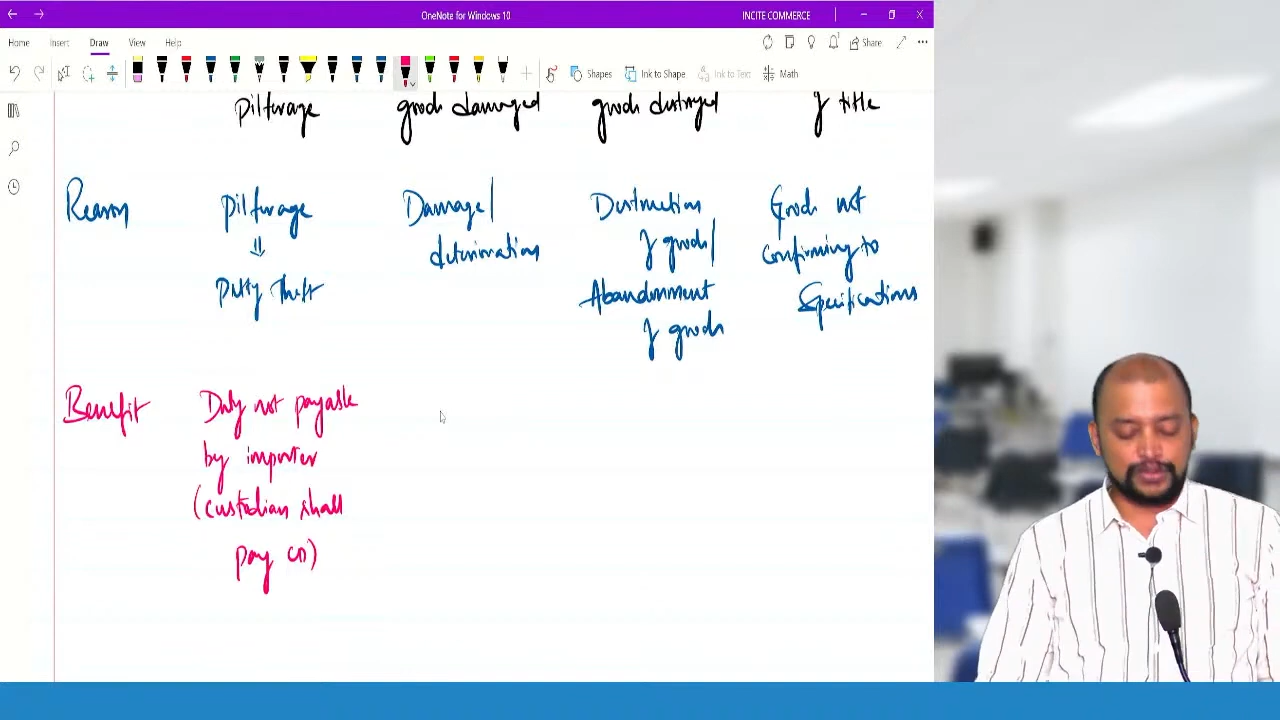 OneNote for Windows 10
INCITE COMMERCE
Home Insert Draw View Help
Share
Shapes Ink to Shape Ink to Text Math
pilferage goods damaged goods destroyed of title
Reason pilferage Damage/ Destruction Goods not
⇓ deterioration of goods/ confirming to
Petty theft Abandonment Specifications
of goods
Benefit Duty not payable
by importer
(custodian shall
pay CD)